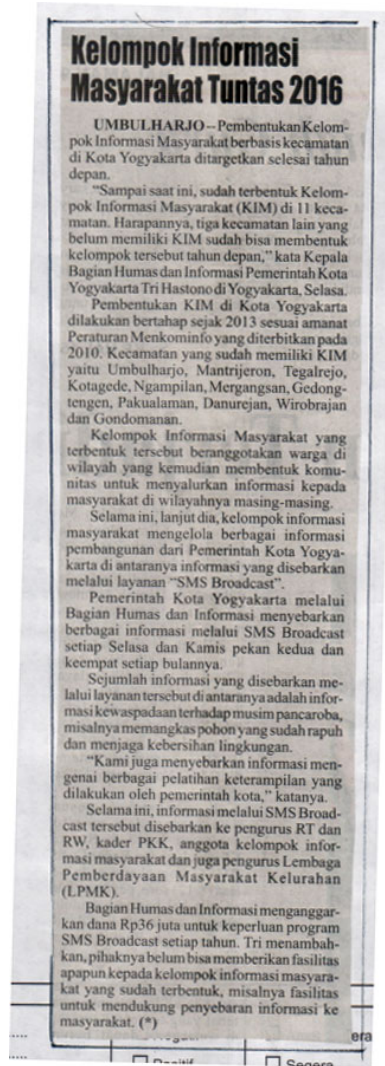 Kelompok Informasi
Masyarakat Tuntas 2016
UMBULHARJO – Pembentukan Kelom-
pok Informasi Masyarakat berbasis kecamatan
di Kota Yogyakarta ditargetkan selesai tahun
depan.
"Sampai saat ini, sudah terbentuk Kelom-
pok Informasi Masyarakat (KIM) di 11 keca-
matan. Harapannya, tiga kecamatan lain yang
belum memiliki KIM sudah bisa membentuk
kelompok tersebut tahun depan," kata Kepala
Bagian Humas dan Informasi Pemerintah Kota
Yogyakarta Tri Hastono di Yogyakarta, Selasa.
Pembentukan KIM di Kota Yogyakarta
dilakukan bertahap sejak 2013 sesuai amanat
Peraturan Menkominfo yang diterbitkan pada
2010. Kecamatan yang sudah memiliki KIM
yaitu Umbulharjo, Mantrijeron, Tegalrejo,
Kotagede, Ngampilan, Mergangsan, Gedong-
tengen, Pakualaman, Danurejan, Wirobrajan
dan Gondomanan.
Kelompok Informasi Masyarakat yang
terbentuk tersebut beranggotakan warga di
wilayah yang kemudian membentuk komu-
nitas untuk menyalurkan informasi kepada
masyarakat di wilayahnya masing-masing.
Selama ini, lanjut dia, kelompok informasi
masyarakat mengelola berbagai informasi
pembangunan dari Pemerintah Kota Yogya-
karta di antaranya informasi yang disebarkan
melalui layanan "SMS Broadcast".
Pemerintah Kota Yogyakarta melalui
Bagian Humas dan Informasi menyebarkan
berbagai informasi melalui SMS Broadcast
setiap Selasa dan Kamis pekan kedua dan
keempat setiap bulannya.
Sejumlah informasi yang disebarkan me-
lalui layanan tersebut di antaranya adalah infor-
masi kewaspadaan terhadap musim pancaroba,
misalnya memangkas pohon yang sudah rapuh
dan menjaga kebersihan lingkungan.
"Kami juga menyebarkan informasi men-
genai berbagai pelatihan keterampilan yang
dilakukan oleh pemerintah kota," katanya.
Selama ini, informasi melalui SMS Broad-
cast tersebut disebarkan ke pengurus RT dan
RW, kader PKK, anggota kelompok infor-
masi masyarakat dan juga pengurus Lembaga
Pemberdayaan Masyarakat Kelurahan
(LPMK).
Bagian Humas dan Informasi menganggar-
kan dana Rp36 juta untuk keperluan program
SMS Broadcast setiap tahun. Tri menambah-
kan, pihaknya belum bisa memberikan fasilitas
apapun kepada kelompok informasi masyara-
kat yang sudah terbentuk, misalnya fasilitas
untuk mendukung penyebaran informasi ke
masyarakat. (*)